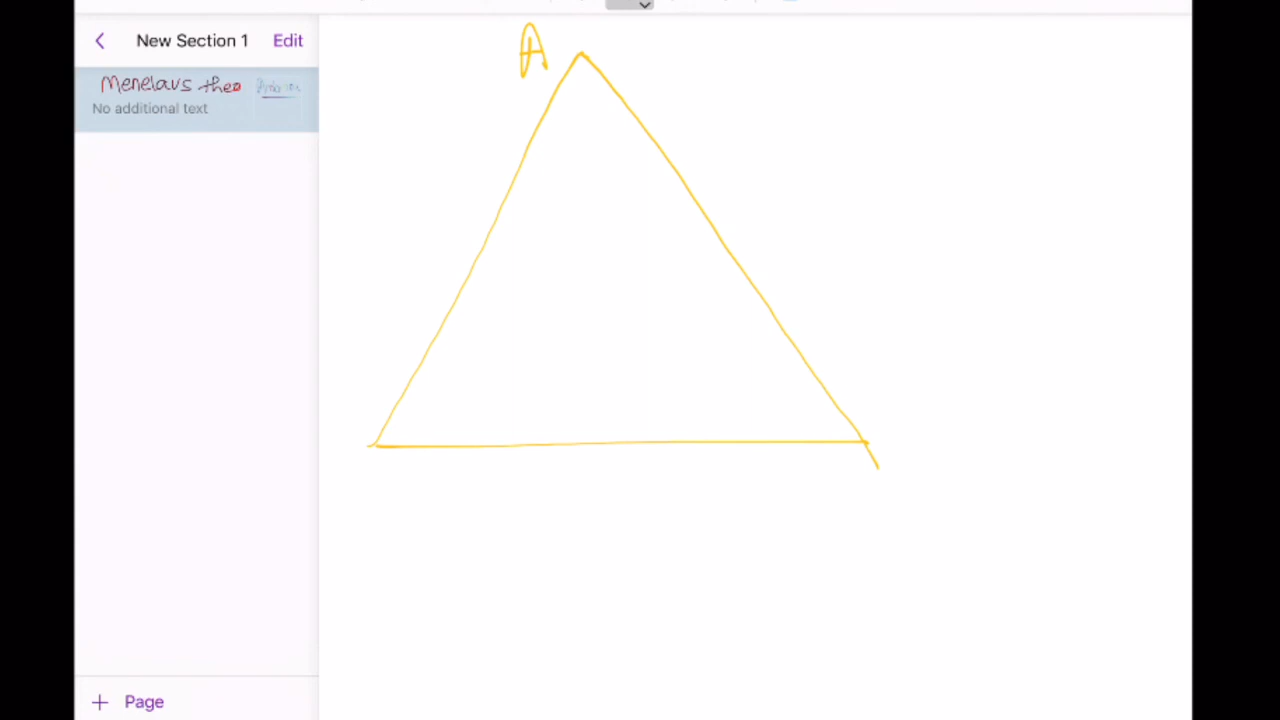 New Section 1 Edit
Menelaus theo
No additional text
A
Page